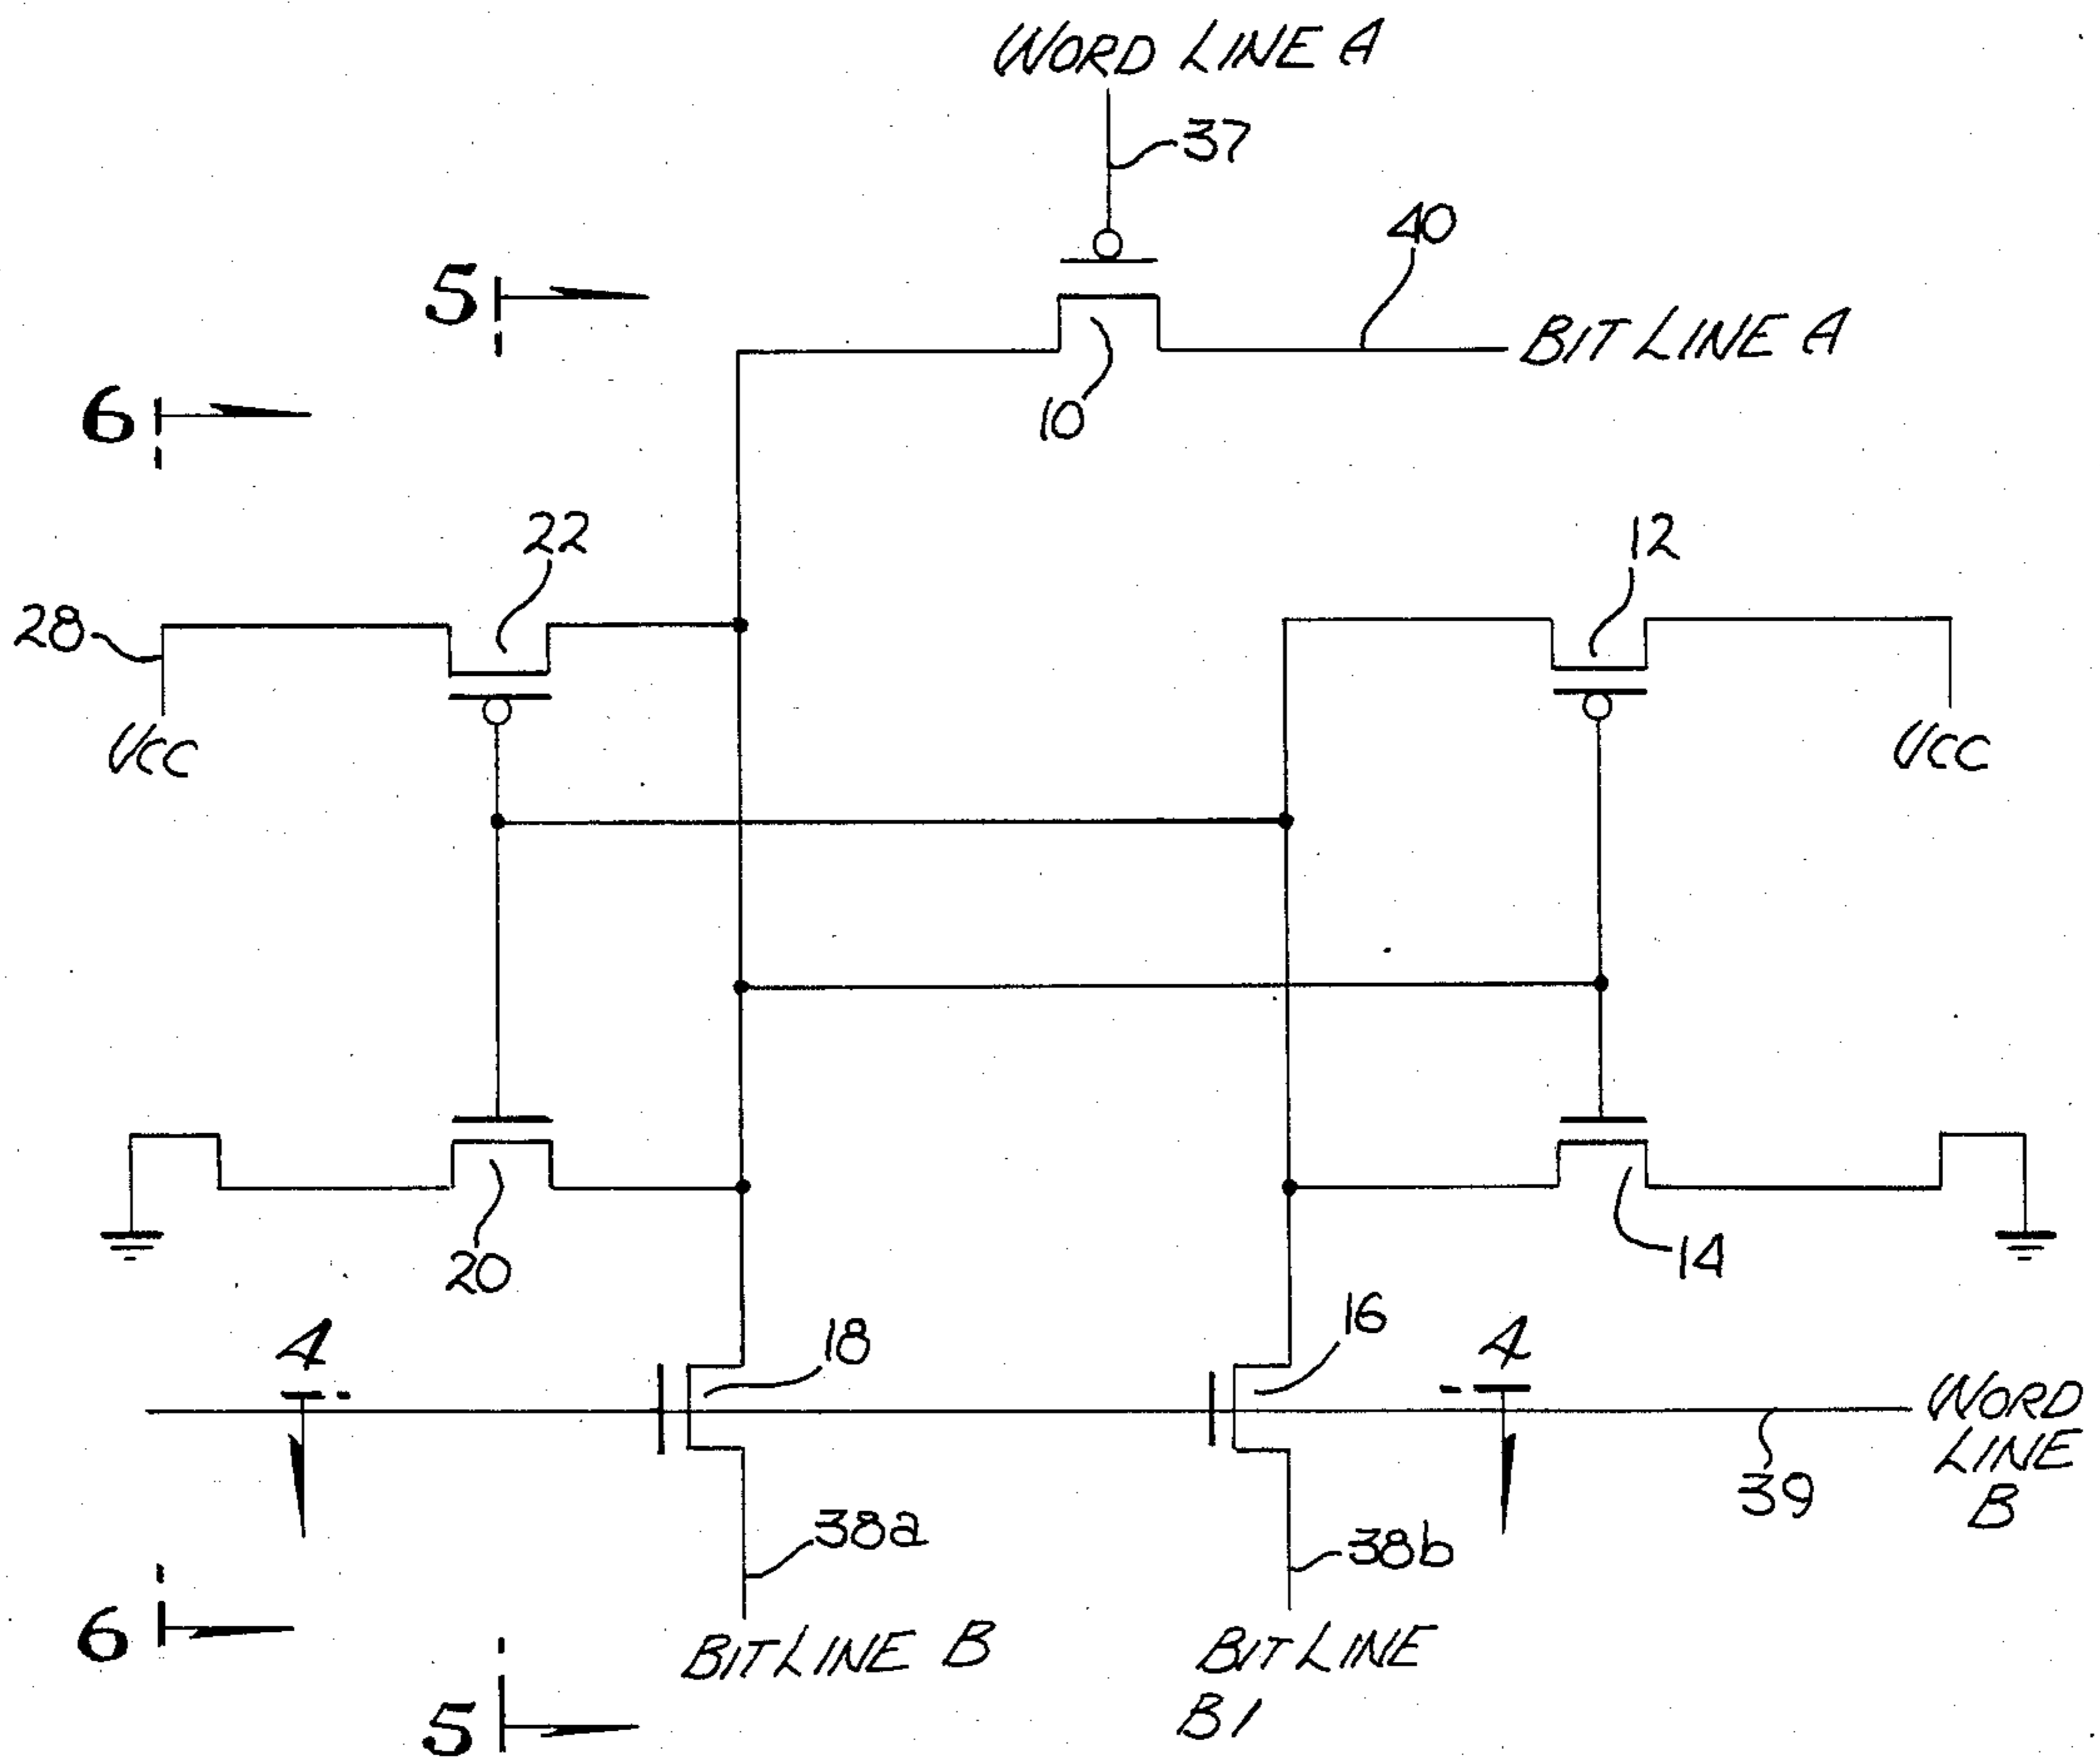 WORD LINE A
37
40
5
BIT LINE A
6
10
22
12
28
VCC
VCC
20
14
18
16
4
4
WORD
LINE
B
39
38a
38b
6
BIT LINE B
BIT LINE
B1
5